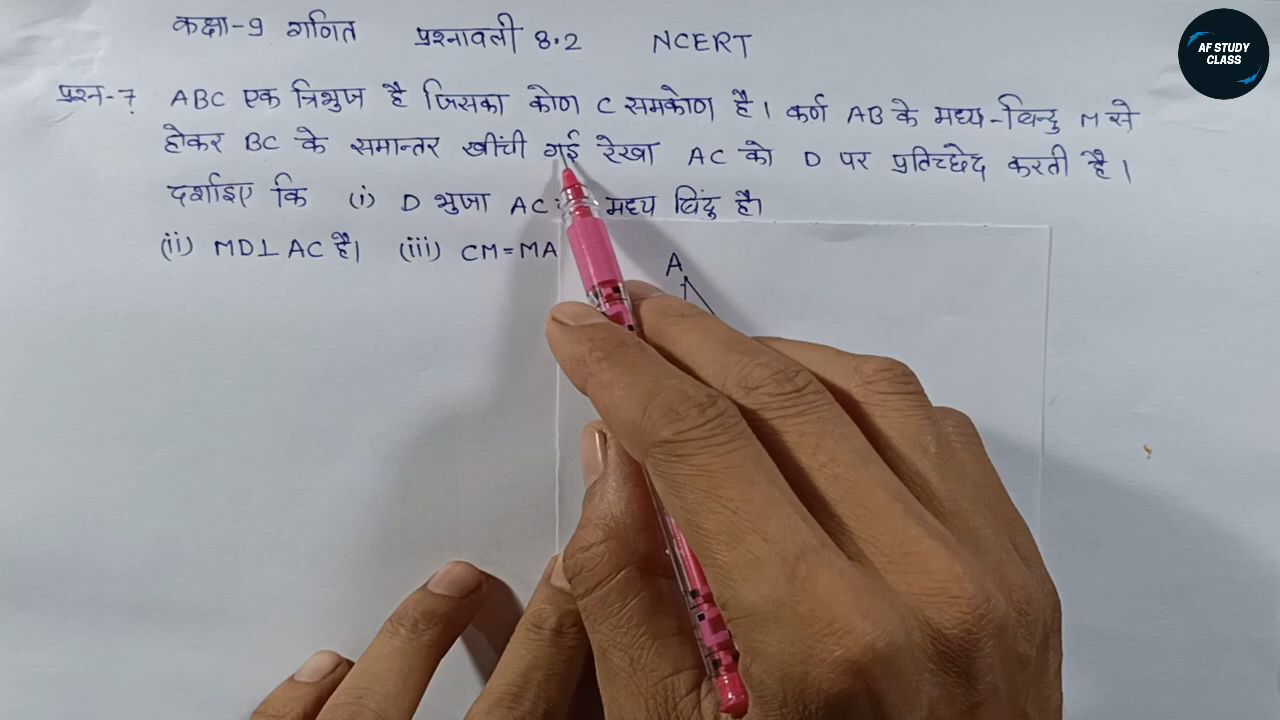 कक्षा-9 गणित प्रश्नावली 8.2 NCERT
AF STUDY
CLASS
प्रश्न-7 ABC एक त्रिभुज है जिसका कोण C समकोण है। कर्ण AB के मध्य-बिन्दु M से
होकर BC के समान्तर खींची गई रेखा AC को D पर प्रतिच्छेद करती है।
दर्शाइए कि (i) D भुजा AC मध्य बिंदु है।
(ii) MD⊥AC है। (iii) CM=MA
A